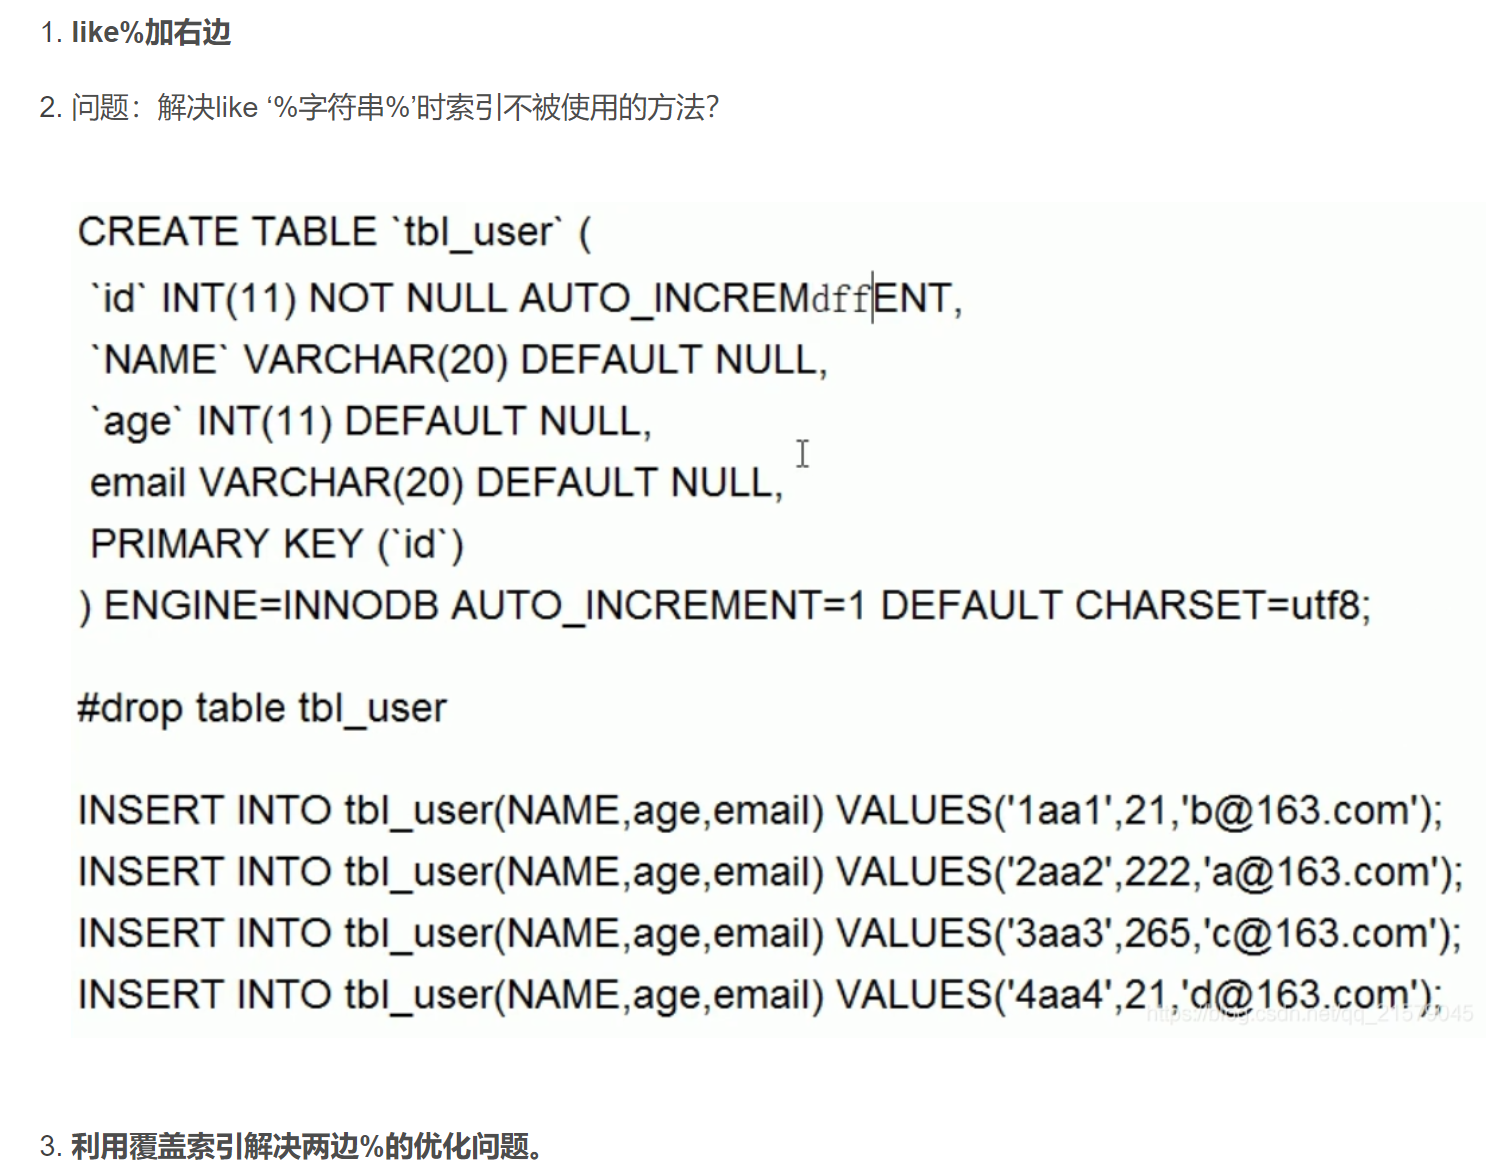 1. like%加右边
2. 问题：解决like ‘%字符串%’时索引不被使用的方法？
CREATE TABLE `tbl_user` (
`id` INT(11) NOT NULL AUTO_INCREMdffENT,
`NAME` VARCHAR(20) DEFAULT NULL,
`age` INT(11) DEFAULT NULL,
email VARCHAR(20) DEFAULT NULL,
PRIMARY KEY (`id`)
) ENGINE=INNODB AUTO_INCREMENT=1 DEFAULT CHARSET=utf8;
#drop table tbl_user
INSERT INTO tbl_user(NAME,age,email) VALUES('1aa1',21,'b@163.com');
INSERT INTO tbl_user(NAME,age,email) VALUES('2aa2',222,'a@163.com');
INSERT INTO tbl_user(NAME,age,email) VALUES('3aa3',265,'c@163.com');
INSERT INTO tbl_user(NAME,age,email) VALUES('4aa4',21,'d@163.com');
https://blog.csdn.net/qq_21579045
3. 利用覆盖索引解决两边%的优化问题。